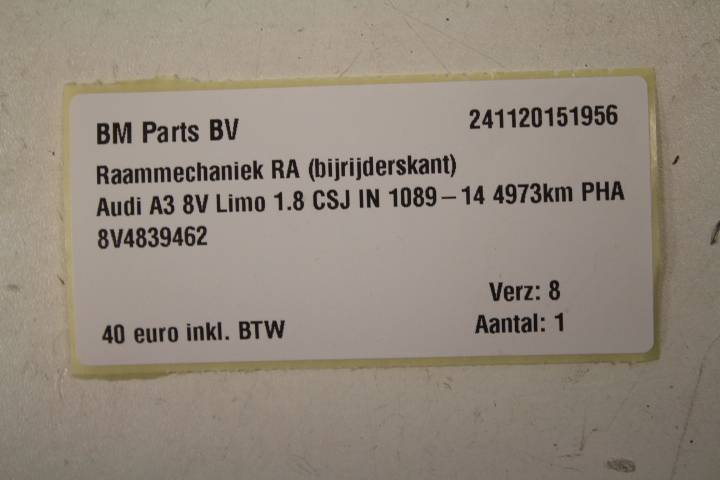 BM Parts BV 241120151956
Raammechaniek RA (bijrijderskant)
Audi A3 8V Limo 1.8 CSJ IN 1089 – 14 4973km PHA
8V4839462
Verz: 8
40 euro inkl. BTW Aantal: 1